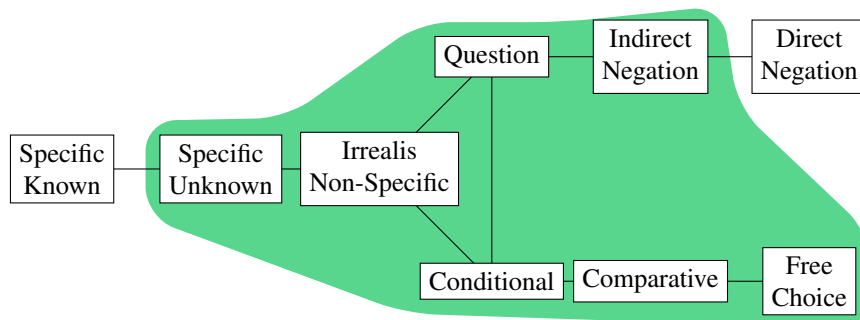 Question
Indirect
Negation
Direct
Negation
Specific
Known
Specific
Unknown
Irrealis
Non-Specific
Conditional
Comparative
Free
Choice